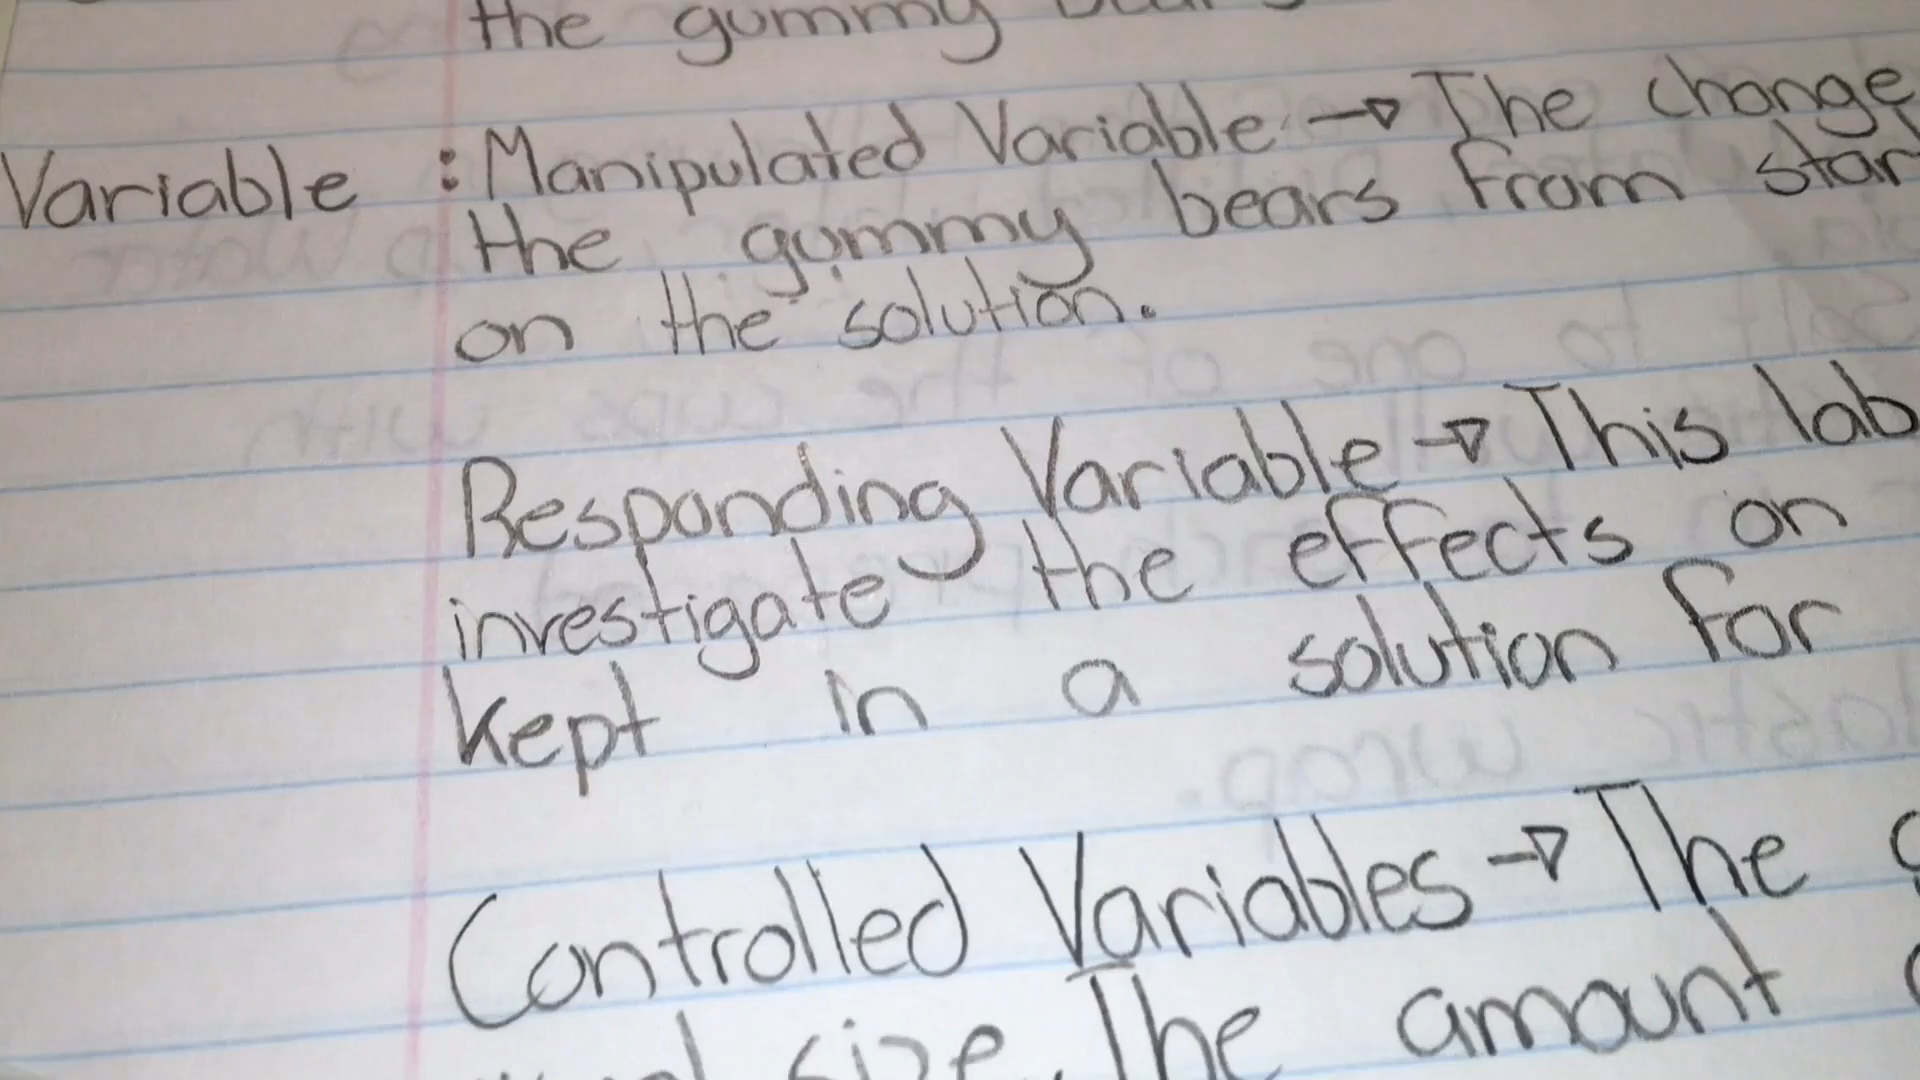 the gummy
Variable : Manipulated Variable → The change
the gummy bears from star
on the solution.
Responding Variable → This lab
investigate the effects on
kept in a solution for
Controlled Variables → The
size. The amount